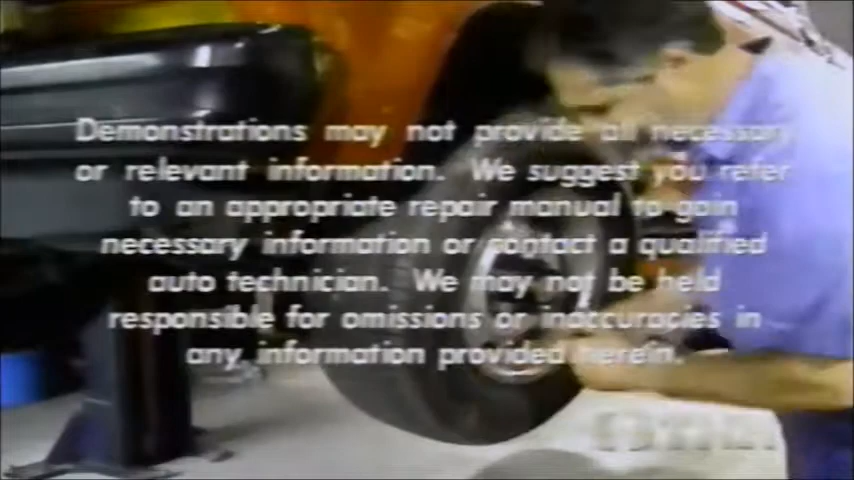 Demonstrations may not provide all necessary
or relevant information. We suggest you refer
to an appropriate repair manual to gain
necessary information or contact a qualified
auto technician. We may not be held
responsible for omissions or inaccuracies in
any information provided herein.